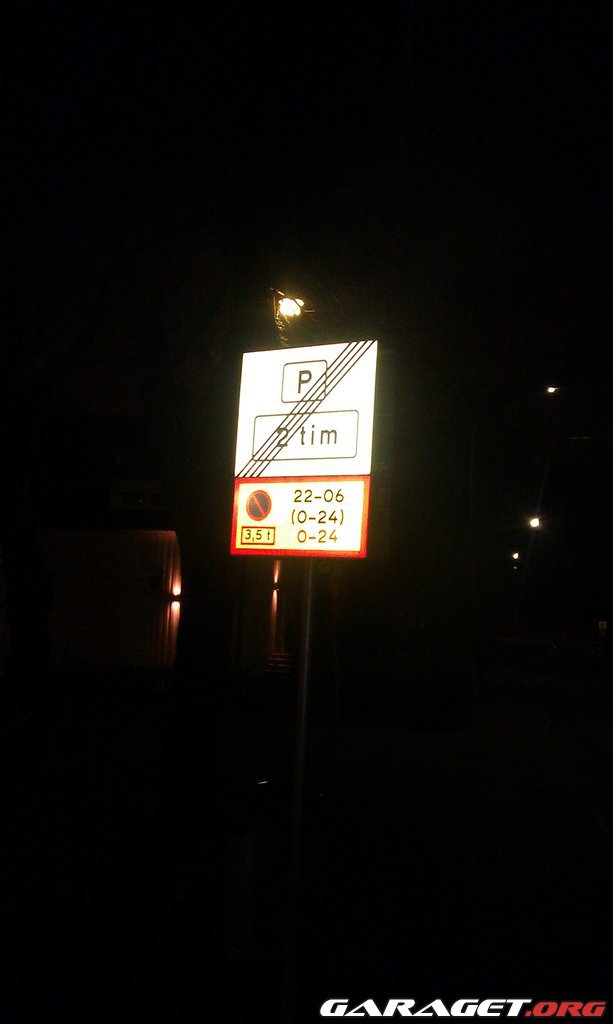 P
2 tim
22-06
(0-24)
3,5 t 0-24
GARAGET.ORG